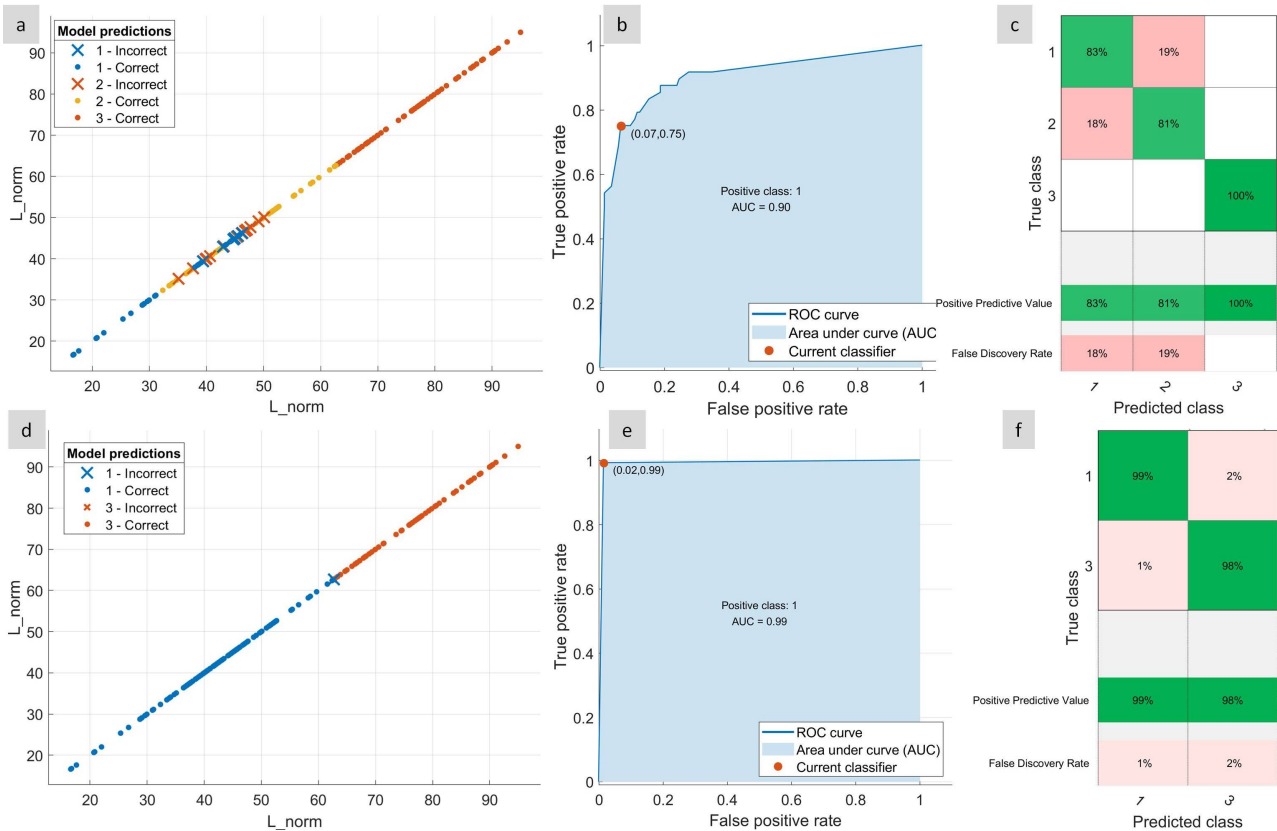 a
Model predictions
1 - Incorrect
1 - Correct
2 - Incorrect
2 - Correct
3 - Correct
90
80
70
60
50
40
30
20
L_norm
20 30 40 50 60 70 80 90
L_norm
b
1
0.8
0.6
0.4
0.2
0
True positive rate
(0.07,0.75)
Positive class: 1
AUC = 0.90
ROC curve
Area under curve (AUC
Current classifier
0 0.2 0.4 0.6 0.8 1
False positive rate
c
1 83% 19%
2 18% 81%
3 100%
True class
Positive Predictive Value 83% 81% 100%
False Discovery Rate 18% 19%
1 2 3
Predicted class
d
Model predictions
1 - Incorrect
1 - Correct
3 - Incorrect
3 - Correct
90
80
70
60
50
40
30
20
L_norm
20 30 40 50 60 70 80 90
L_norm
e
1
0.8
0.6
0.4
0.2
0
True positive rate
(0.02,0.99)
Positive class: 1
AUC = 0.99
ROC curve
Area under curve (AUC)
Current classifier
0 0.2 0.4 0.6 0.8 1
False positive rate
f
1 99% 2%
3 1% 98%
True class
Positive Predictive Value 99% 98%
False Discovery Rate 1% 2%
1 3
Predicted class